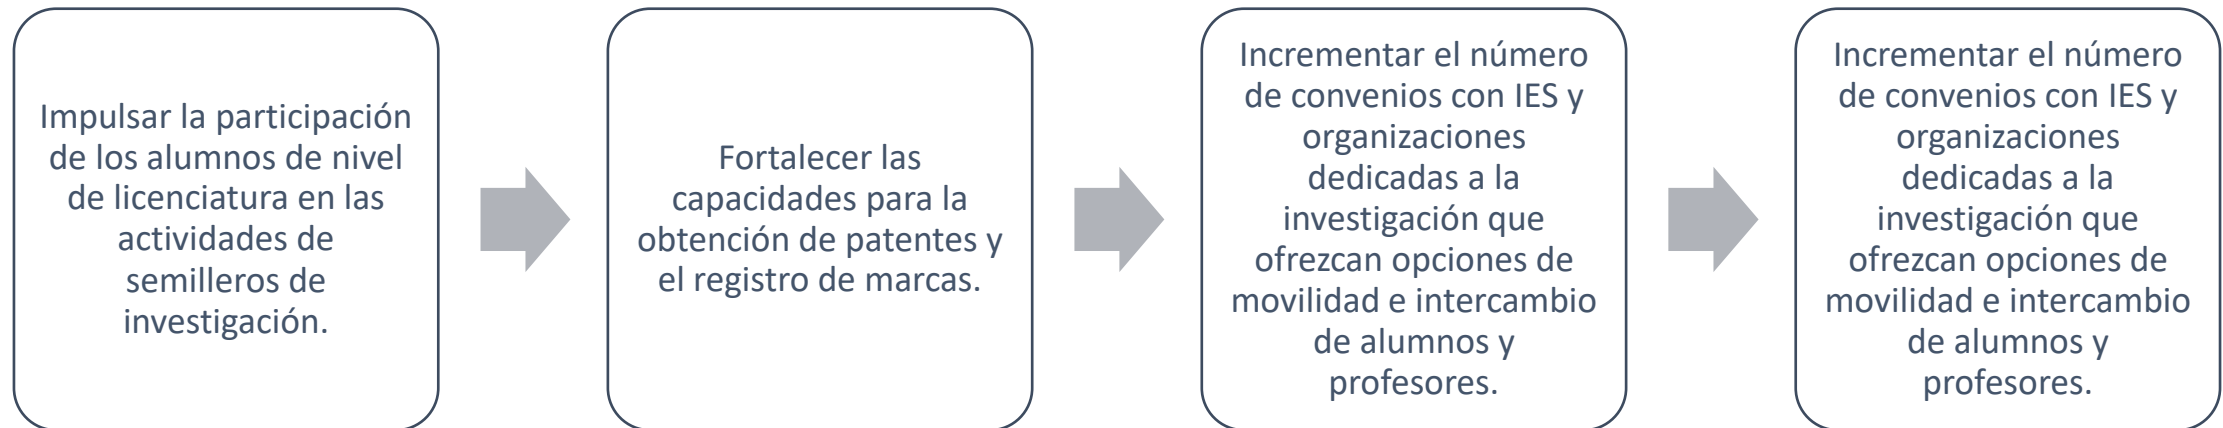 Impulsar la participación
de los alumnos de nivel
de licenciatura en las
actividades de
semilleros de
investigación.
Fortalecer las
capacidades para la
obtención de patentes y
el registro de marcas.
Incrementar el número
de convenios con IES y
organizaciones
dedicadas a la
investigación que
ofrezcan opciones de
movilidad e intercambio
de alumnos y
profesores.
Incrementar el número
de convenios con IES y
organizaciones
dedicadas a la
investigación que
ofrezcan opciones de
movilidad e intercambio
de alumnos y
profesores.